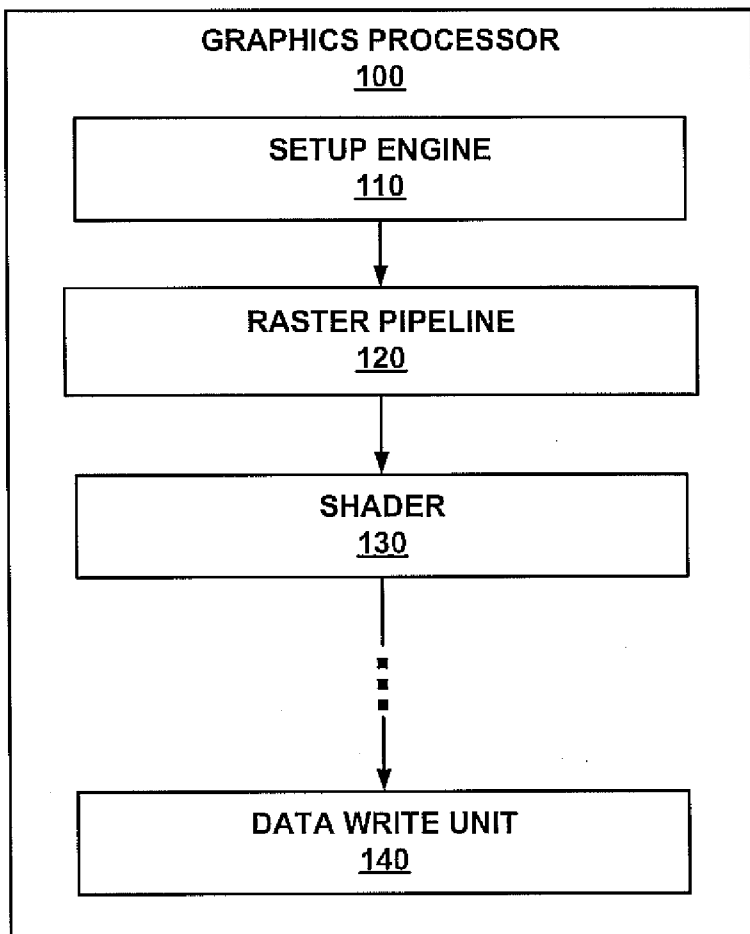 GRAPHICS PROCESSOR
100
SETUP ENGINE
110
RASTER PIPELINE
120
SHADER
130
DATA WRITE UNIT
140